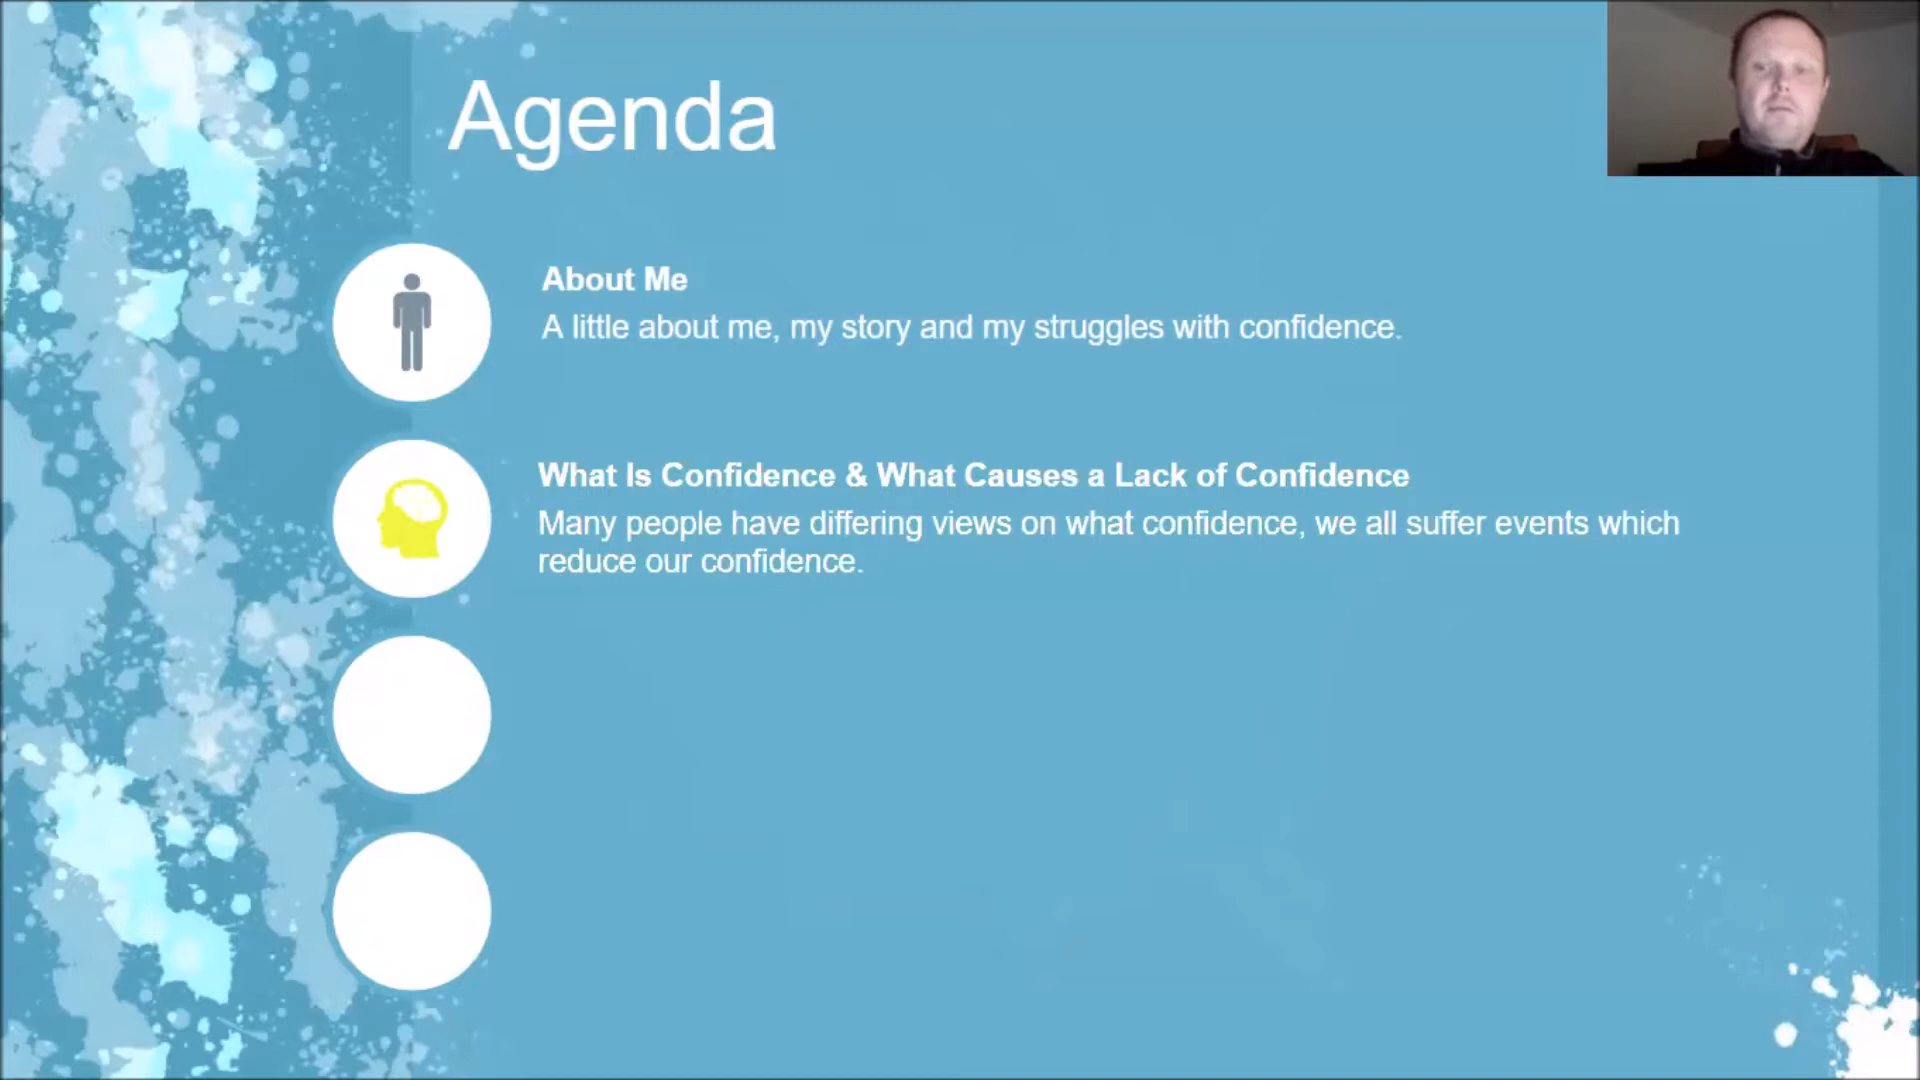 Agenda
About Me
A little about me, my story and my struggles with confidence.
What Is Confidence & What Causes a Lack of Confidence
Many people have differing views on what confidence, we all suffer events which
reduce our confidence.